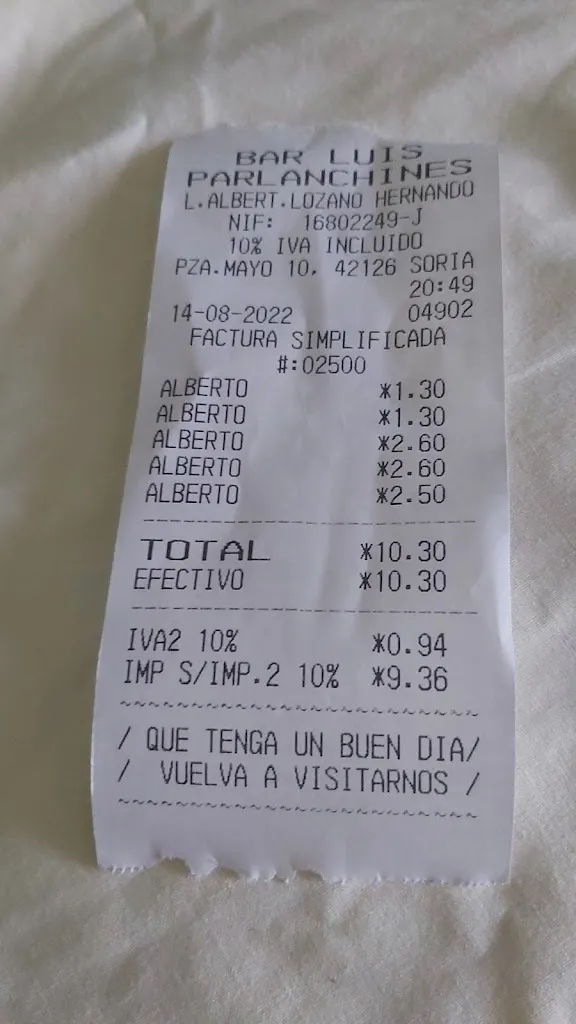 BAR LUIS
PARLANCHINES
L.ALBERT.LOZANO HERNANDO
NIF: 16802249-J
10% IVA INCLUIDO
PZA.MAYO 10, 42126 SORIA
20:49
14-08-2022 04902
FACTURA SIMPLIFICADA
#:02500
ALBERTO *1.30
ALBERTO *1.30
ALBERTO *2.60
ALBERTO *2.60
ALBERTO *2.50
TOTAL *10.30
EFECTIVO *10.30
IVA2 10% *0.94
IMP S/IMP.2 10% *9.36
/ QUE TENGA UN BUEN DIA/
/ VUELVA A VISITARNOS /